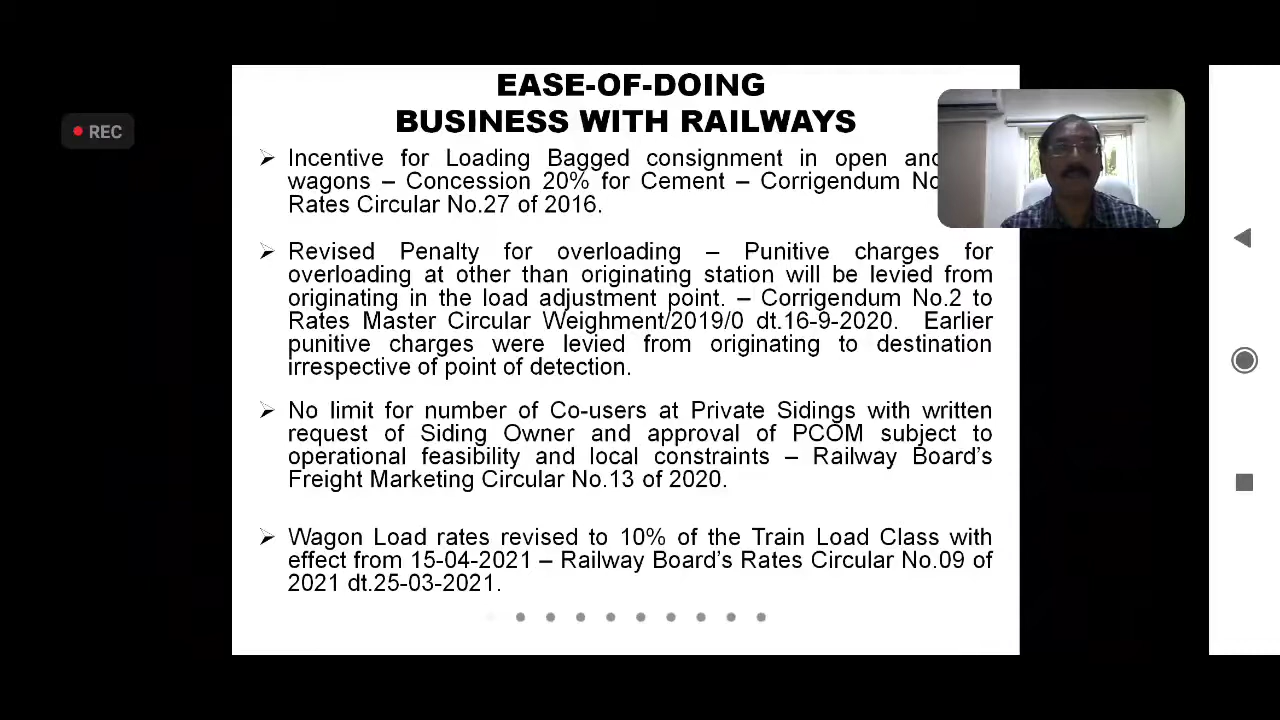 EASE-OF-DOING
BUSINESS WITH RAILWAYS
REC
➢ Incentive for Loading Bagged consignment in open
wagons – Concession 20% for Cement – Corrigendum
Rates Circular No.27 of 2016.
➢ Revised Penalty for overloading – Punitive charges for
overloading at other than originating station will be levied from
originating in the load adjustment point. – Corrigendum No.2 to
Rates Master Circular Weighment/2019/0 dt.16-9-2020. Earlier
punitive charges were levied from originating to destination
irrespective of point of detection.
➢ No limit for number of Co-users at Private Sidings with written
request of Siding Owner and approval of PCOM subject to
operational feasibility and local constraints – Railway Board's
Freight Marketing Circular No.13 of 2020.
➢ Wagon Load rates revised to 10% of the Train Load Class with
effect from 15-04-2021 – Railway Board's Rates Circular No.09 of
2021 dt.25-03-2021.